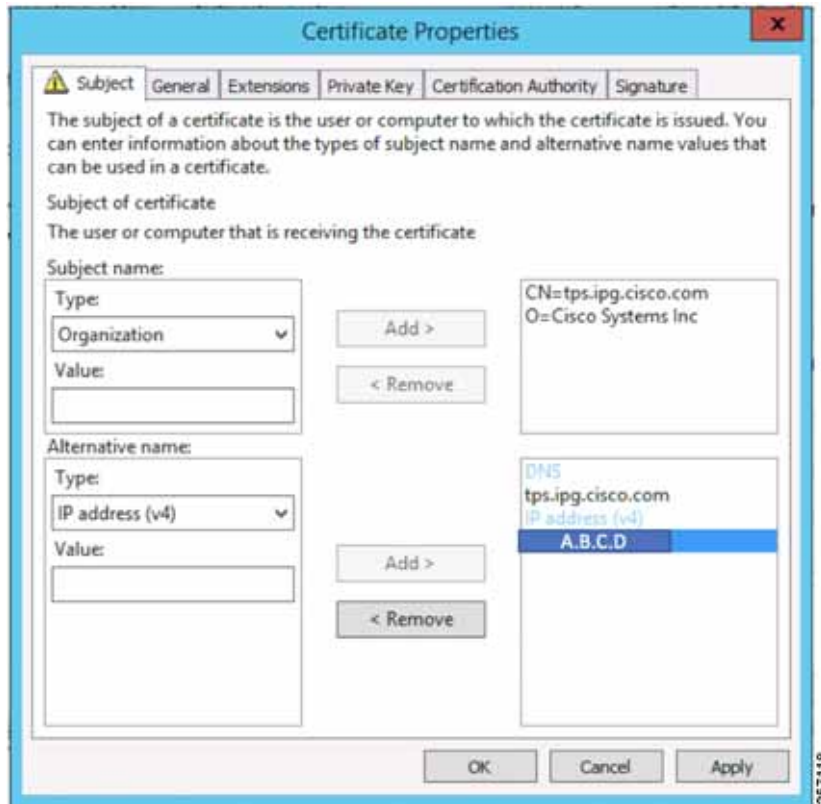 Certificate Properties
x
Subject General Extensions Private Key Certification Authority Signature
The subject of a certificate is the user or computer to which the certificate is issued. You
can enter information about the types of subject name and alternative name values that
can be used in a certificate.
Subject of certificate
The user or computer that is receiving the certificate
Subject name:
Type:
Organization
Value:
Add >
< Remove
CN=tps.ipg.cisco.com
O=Cisco Systems Inc
Alternative name:
Type:
IP address (v4)
Value:
Add >
< Remove
DNS
tps.ipg.cisco.com
IP address (v4)
A.B.C.D
OK Cancel Apply